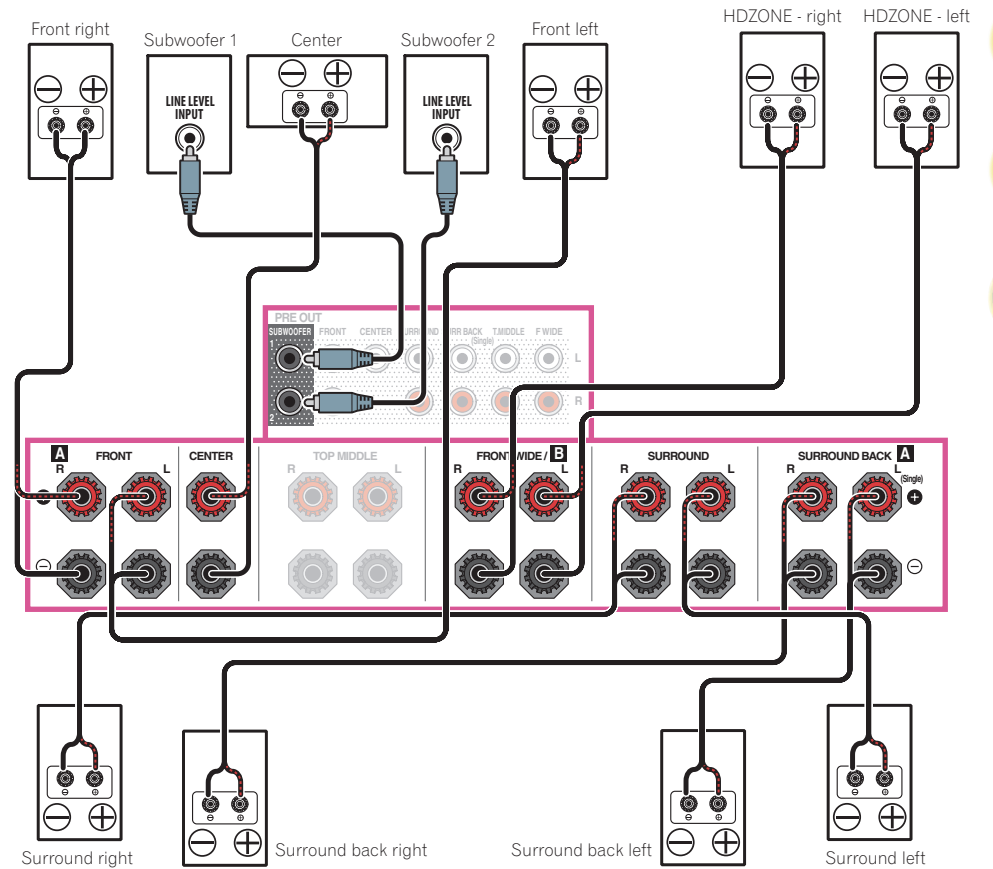 Front right
Subwoofer 1
Center
Subwoofer 2
Front left
HDZONE - right
HDZONE - left
LINE LEVEL
INPUT
LINE LEVEL
INPUT
PRE OUT
SUBWOOFER
FRONT
CENTER
SURROUND
SURR BACK
(Single)
T.MIDDLE
F WIDE
1
L
2
R
A
FRONT
R
L
CENTER
TOP MIDDLE
R
L
FRONT WIDE / B
R
L
SURROUND
R
L
SURROUND BACK A
R
L
(Single)
Surround right
Surround back right
Surround back left
Surround left